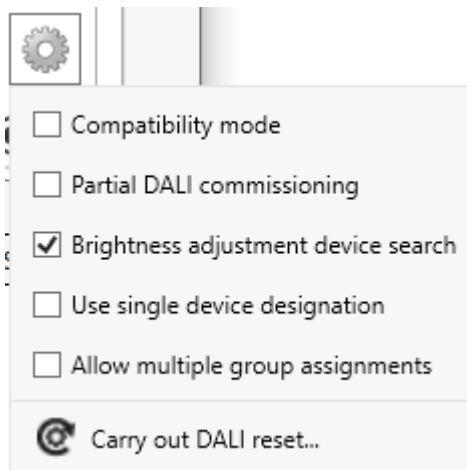 Compatibility mode
Partial DALI commissioning
Brightness adjustment device search
Use single device designation
Allow multiple group assignments
Carry out DALI reset...